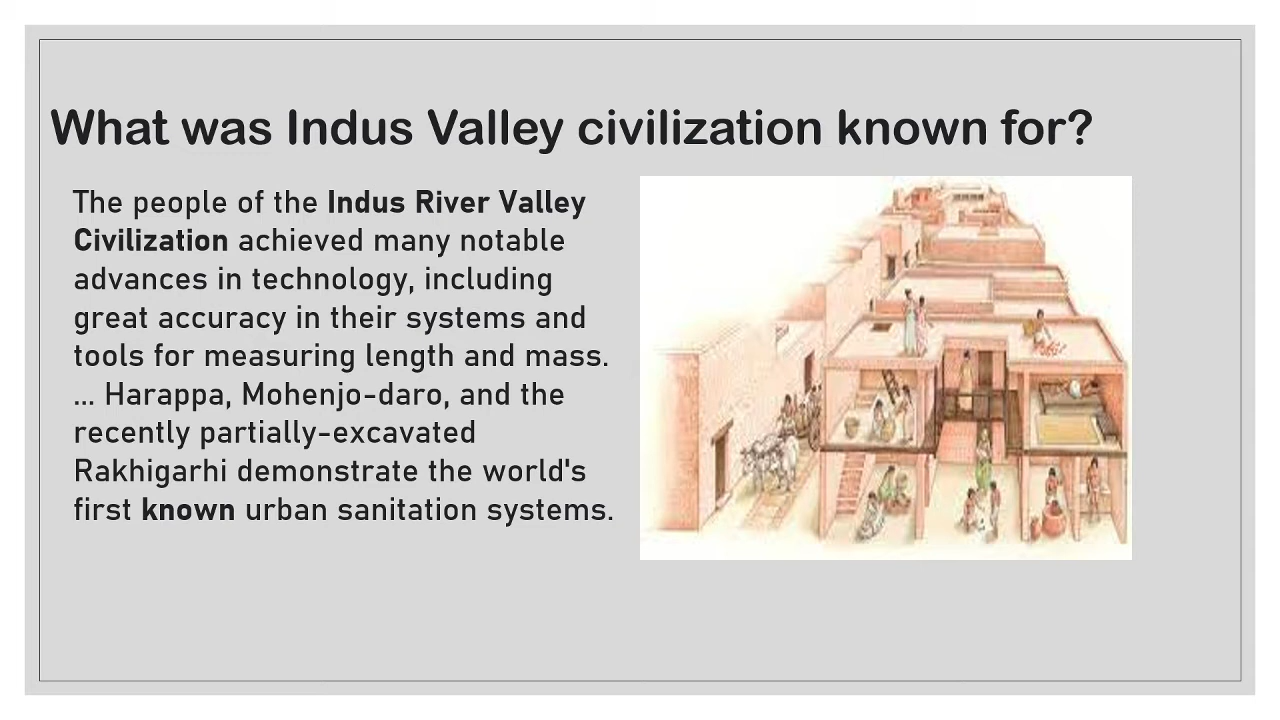 What was Indus Valley civilization known for?
The people of the Indus River Valley
Civilization achieved many notable
advances in technology, including
great accuracy in their systems and
tools for measuring length and mass.
... Harappa, Mohenjo-daro, and the
recently partially-excavated
Rakhigarhi demonstrate the world's
first known urban sanitation systems.